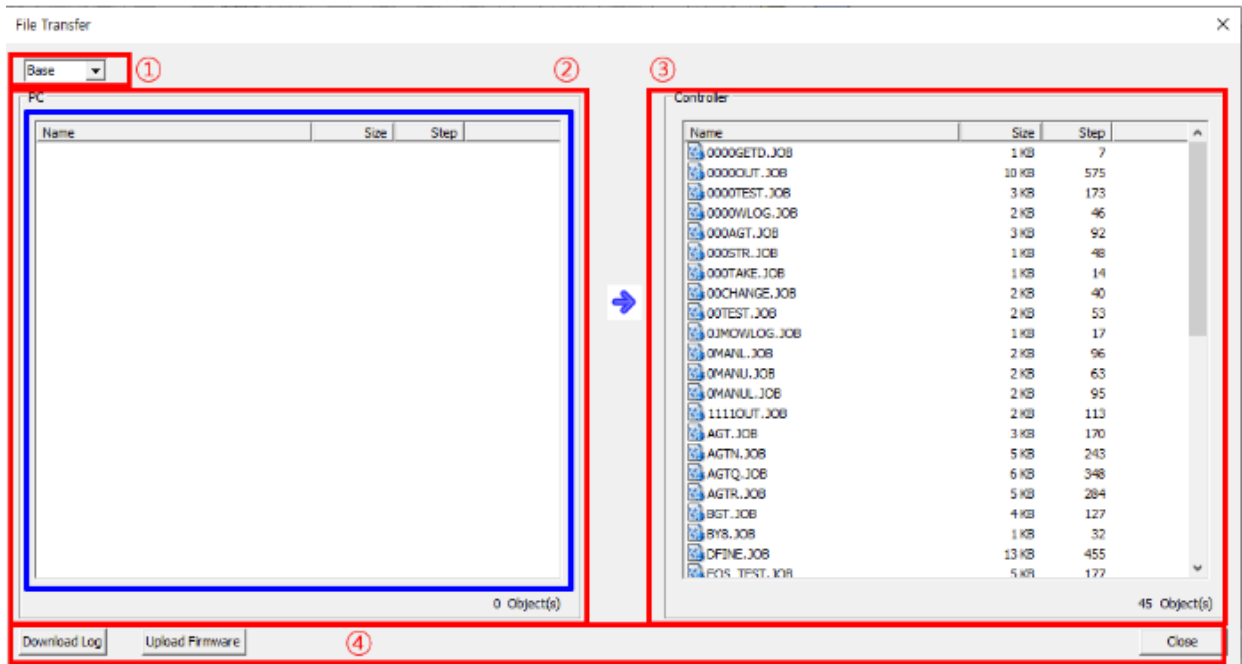 File Transfer
Base ①
② ③
PC
Name Size Step
0 Object(s)
Controller
Name Size Step
0000GETD.JOB 1 KB 7
0000OUT.JOB 10 KB 575
0000TEST.JOB 3 KB 173
0000WLOG.JOB 2 KB 46
000AGT.JOB 3 KB 92
000STR.JOB 1 KB 48
000TAKE.JOB 1 KB 14
00CHANGE.JOB 2 KB 40
00TEST.JOB 2 KB 53
0JMOWLOG.JOB 1 KB 17
0MANL.JOB 2 KB 96
0MANU.JOB 2 KB 63
0MANUL.JOB 2 KB 95
1111OUT.JOB 2 KB 113
AGT.JOB 3 KB 170
AGTN.JOB 5 KB 243
AGTQ.JOB 6 KB 348
AGTR.JOB 5 KB 284
BGT.JOB 4 KB 127
BYB.JOB 1 KB 32
DFINE.JOB 13 KB 455
EOS_TEST.JOB 5 KB 177
45 Object(s)
Download Log Upload Firmware ④ Close